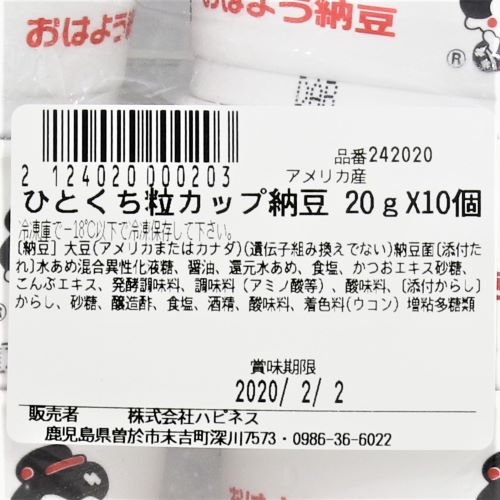 おはよう納豆
おはよう納豆
®
DAR
2 124020 000203
品番242020
アメリカ産
ひとくち粒カップ納豆 20gX10個
冷凍庫で-18℃以下で冷凍保存して下さい。
〔納豆〕大豆(アメリカまたはカナダ)(遺伝子組み換えでない)納豆菌〔添付た
れ〕水あめ混合異性化液糖、醤油、還元水あめ、食塩、かつおエキス砂糖、
こんぶエキス、発酵調味料、調味料(アミノ酸等)、酸味料、〔添付からし〕
からし、砂糖、醸造酢、食塩、酒精、酸味料、着色料(ウコン)増粘多糖類
賞味期限
2020/ 2/ 2
販売者 株式会社ハピネス
鹿児島県曽於市末吉町深川7573・0986-36-6022